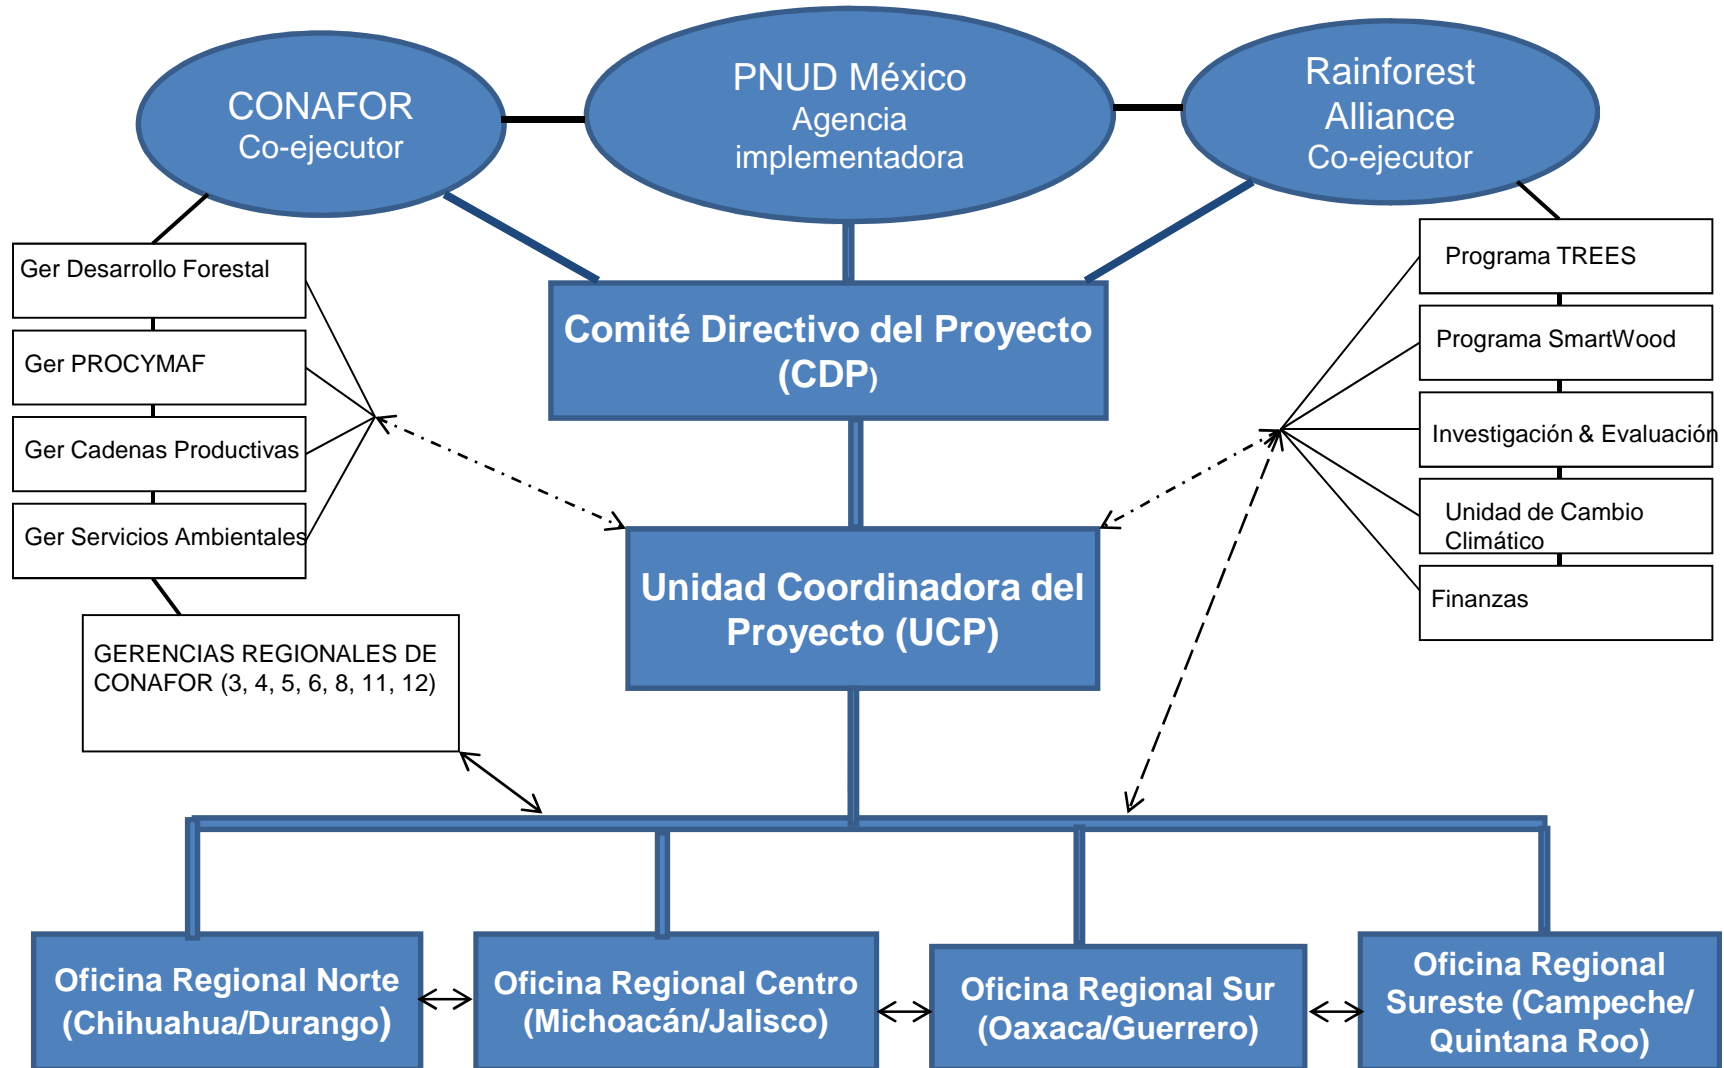 CONAFOR
Co-ejecutor
PNUD México
Agencia
implementadora
Rainforest
Alliance
Co-ejecutor
Ger Desarrollo Forestal
Ger PROCYMAF
Ger Cadenas Productivas
Ger Servicios Ambientales
GERENCIAS REGIONALES DE
CONAFOR (3, 4, 5, 6, 8, 11, 12)
Comité Directivo del Proyecto
(CDP)
Unidad Coordinadora del
Proyecto (UCP)
Programa TREES
Programa SmartWood
Investigación & Evaluación
Unidad de Cambio
Climático
Finanzas
Oficina Regional Norte
(Chihuahua/Durango)
Oficina Regional Centro
(Michoacán/Jalisco)
Oficina Regional Sur
(Oaxaca/Guerrero)
Oficina Regional
Sureste (Campeche/
Quintana Roo)